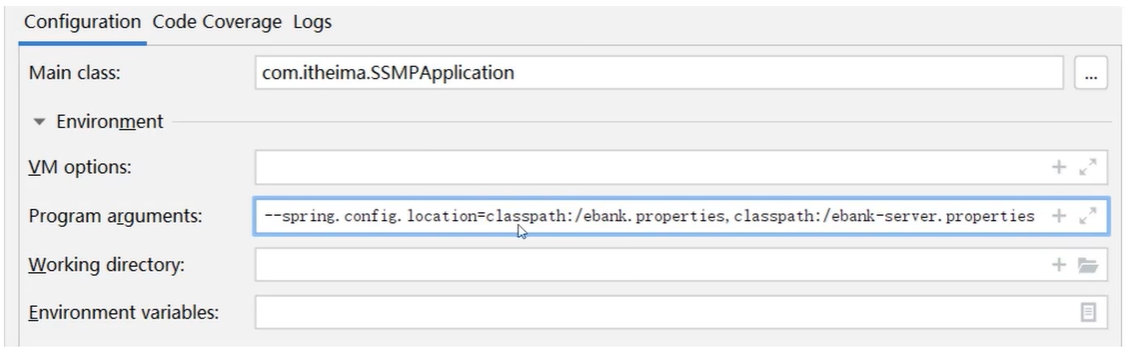 Configuration Code Coverage Logs
Main class: com.itheima.SSMPApplication ...
Environment
VM options:
Program arguments: --spring.config.location=classpath:/ebank.properties,classpath:/ebank-server.properties
Working directory:
Environment variables: